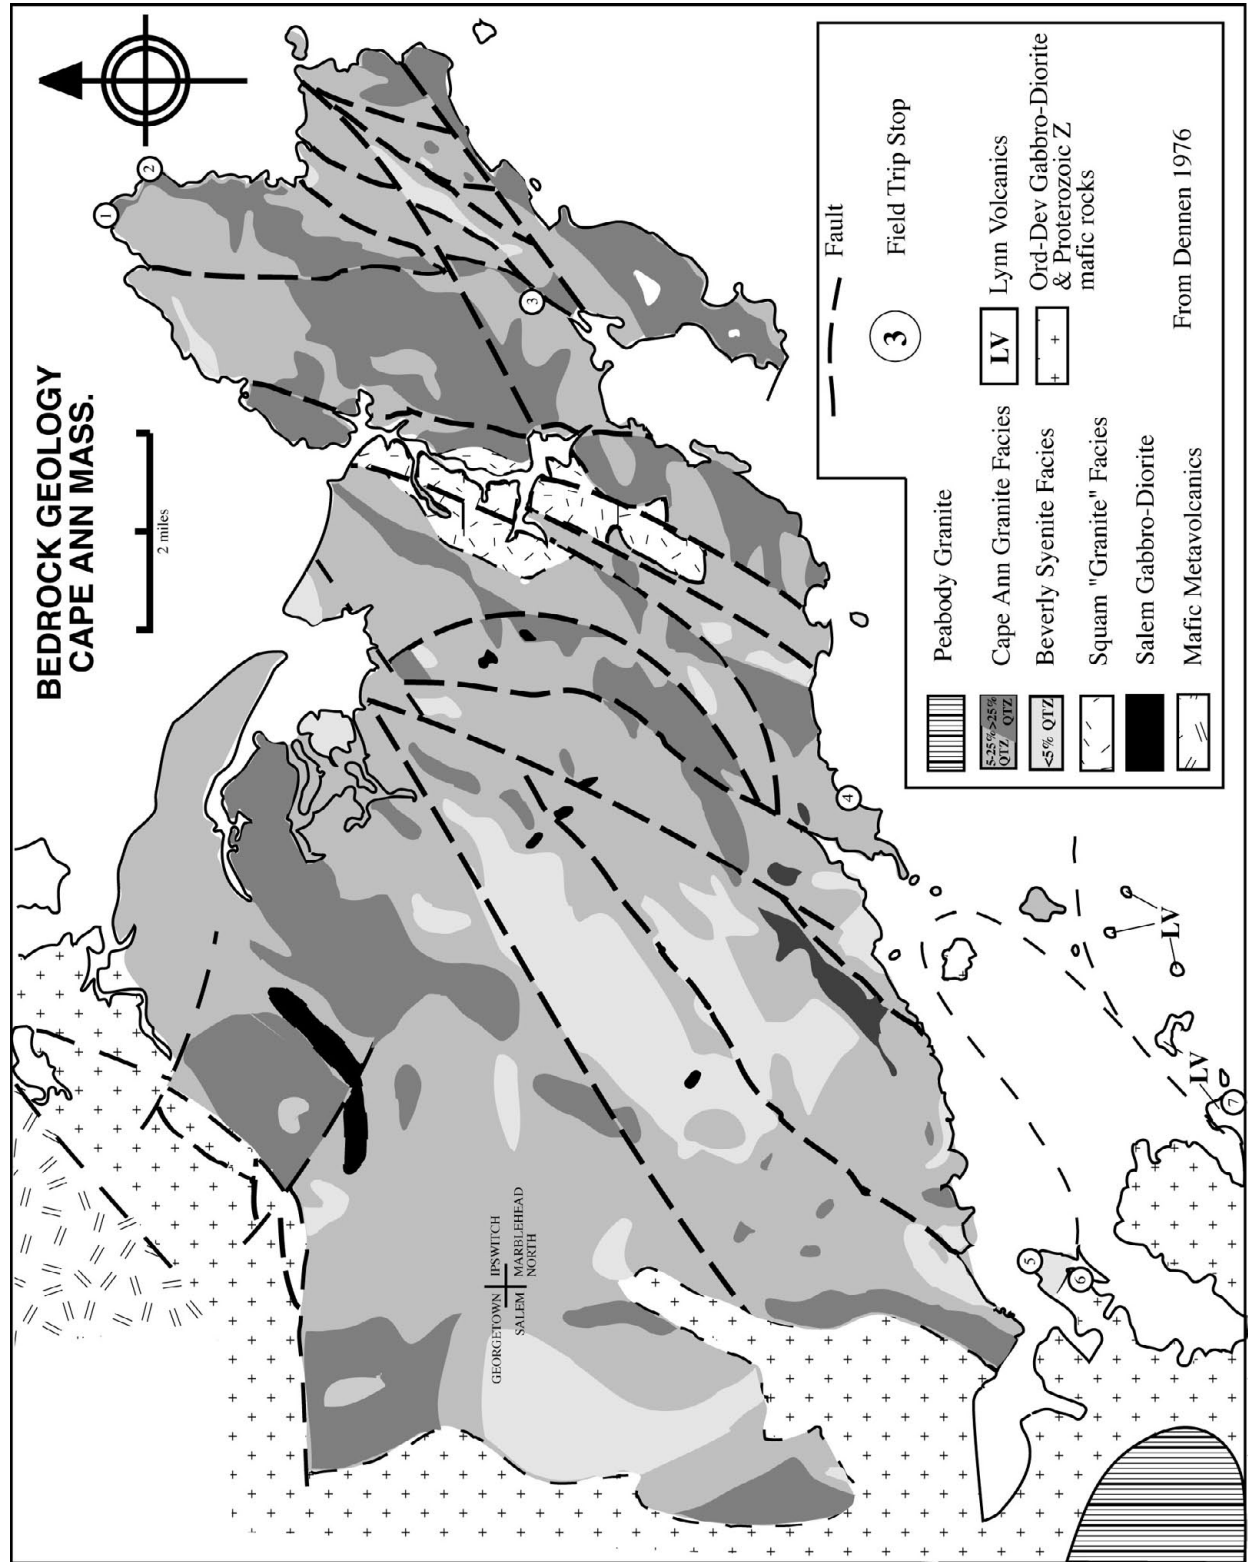 BEDROCK GEOLOGY
CAPE ANN MASS.
2 miles
1
2
3
4
5
6
7
GEORGETOWN
IPSWITCH
SALEM
MARBLEHEAD
NORTH
LV
LV
Fault
3
Field Trip Stop
Peabody Granite
5-25%
QTZ
>25%
QTZ
Cape Ann Granite Facies
<5% QTZ
Beverly Syenite Facies
Squam "Granite" Facies
Salem Gabbro-Diorite
Mafic Metavolcanics
LV
Lynn Volcanics
Ord-Dev Gabbro-Diorite
& Proterozoic Z
mafic rocks
From Dennen 1976